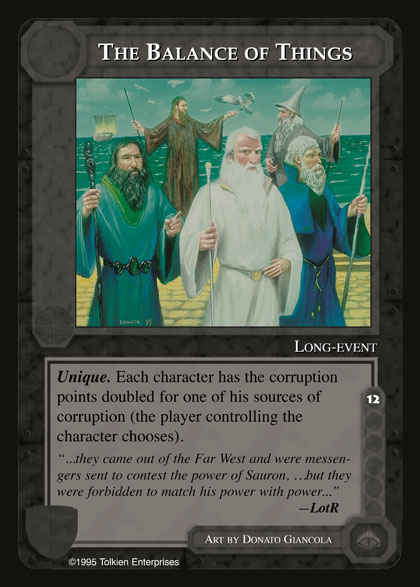 THE BALANCE OF THINGS
DONATO 95
LONG-EVENT
Unique. Each character has the corruption
points doubled for one of his sources of
corruption (the player controlling the
character chooses).
12
“...they came out of the Far West and were messen-
gers sent to contest the power of Sauron, …but they
were forbidden to match his power with power...”
—LotR
ART BY DONATO GIANCOLA
©1995 Tolkien Enterprises